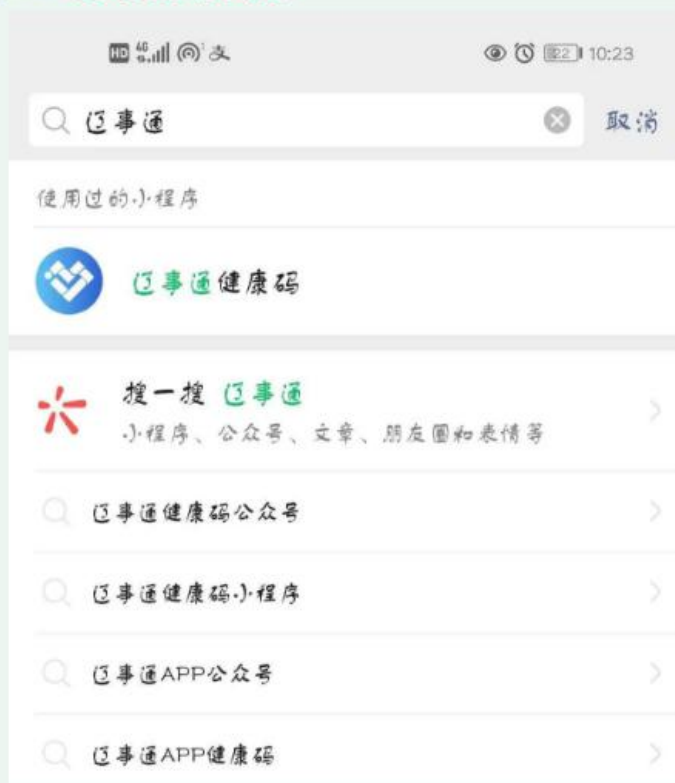 HD 4G 支 22 10:23
辽事通 取消
使用过的小程序
辽事通健康码
搜一搜 辽事通
小程序、公众号、文章、朋友圈和表情等
辽事通健康码公众号
辽事通健康码小程序
辽事通APP公众号
辽事通APP健康码